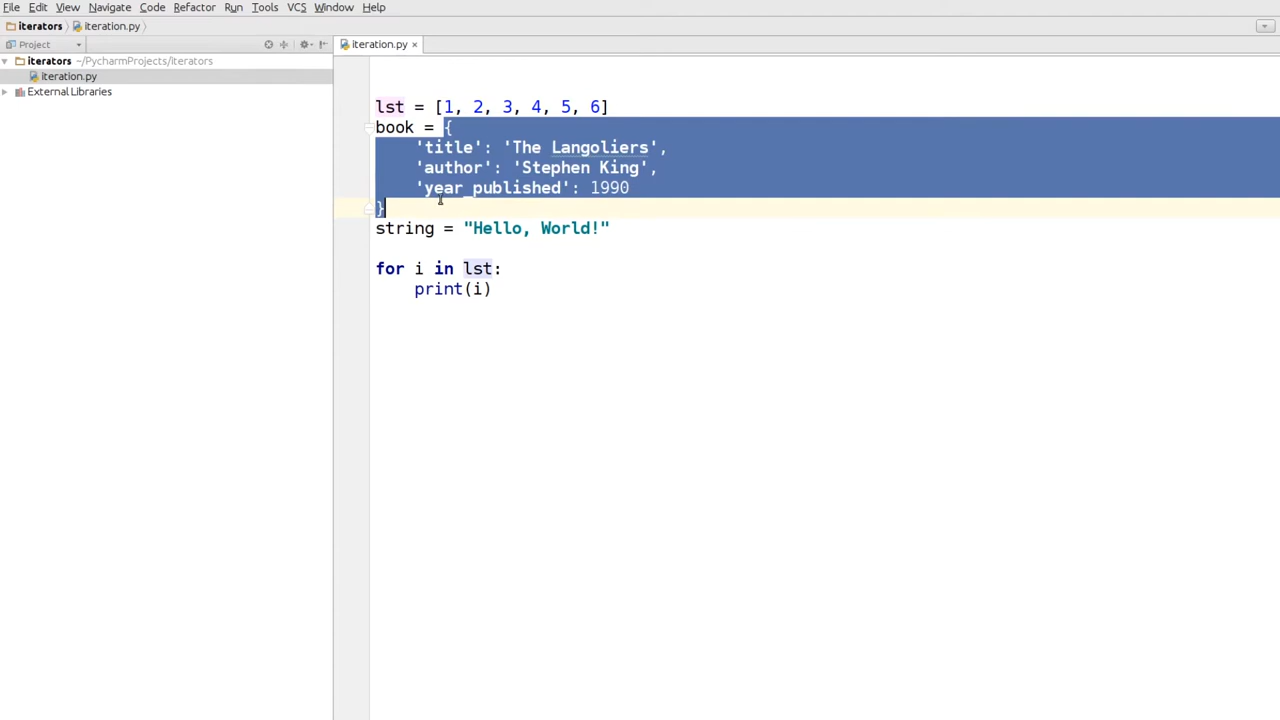 File Edit View Navigate Code Refactor Run Tools VCS Window Help
iterators iteration.py
Project iteration.py
iterators ~/PycharmProjects/iterators
iteration.py
External Libraries
lst = [1, 2, 3, 4, 5, 6]
book = {
'title': 'The Langoliers',
'author': 'Stephen King',
'year_published': 1990
}
string = "Hello, World!"
for i in lst:
print(i)